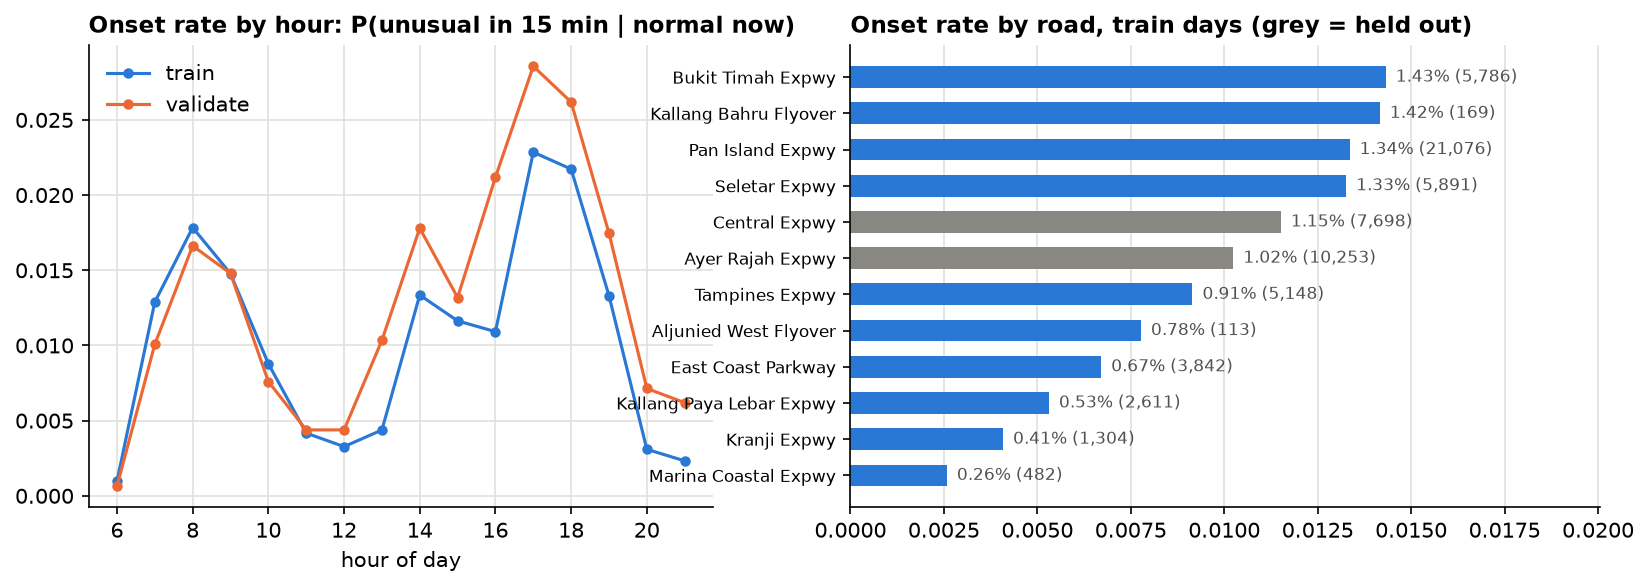 Onset rate by hour: P(unusual in 15 min | normal now)
train
validate
0.025
0.020
0.015
0.010
0.005
0.000
6 8 10 12 14 16 18 20
hour of day
Onset rate by road, train days (grey = held out)
Bukit Timah Expwy 1.43% (5,786)
Kallang Bahru Flyover 1.42% (169)
Pan Island Expwy 1.34% (21,076)
Seletar Expwy 1.33% (5,891)
Central Expwy 1.15% (7,698)
Ayer Rajah Expwy 1.02% (10,253)
Tampines Expwy 0.91% (5,148)
Aljunied West Flyover 0.78% (113)
East Coast Parkway 0.67% (3,842)
Kallang Paya Lebar Expwy 0.53% (2,611)
Kranji Expwy 0.41% (1,304)
Marina Coastal Expwy 0.26% (482)
0.0000 0.0025 0.0050 0.0075 0.0100 0.0125 0.0150 0.0175 0.0200